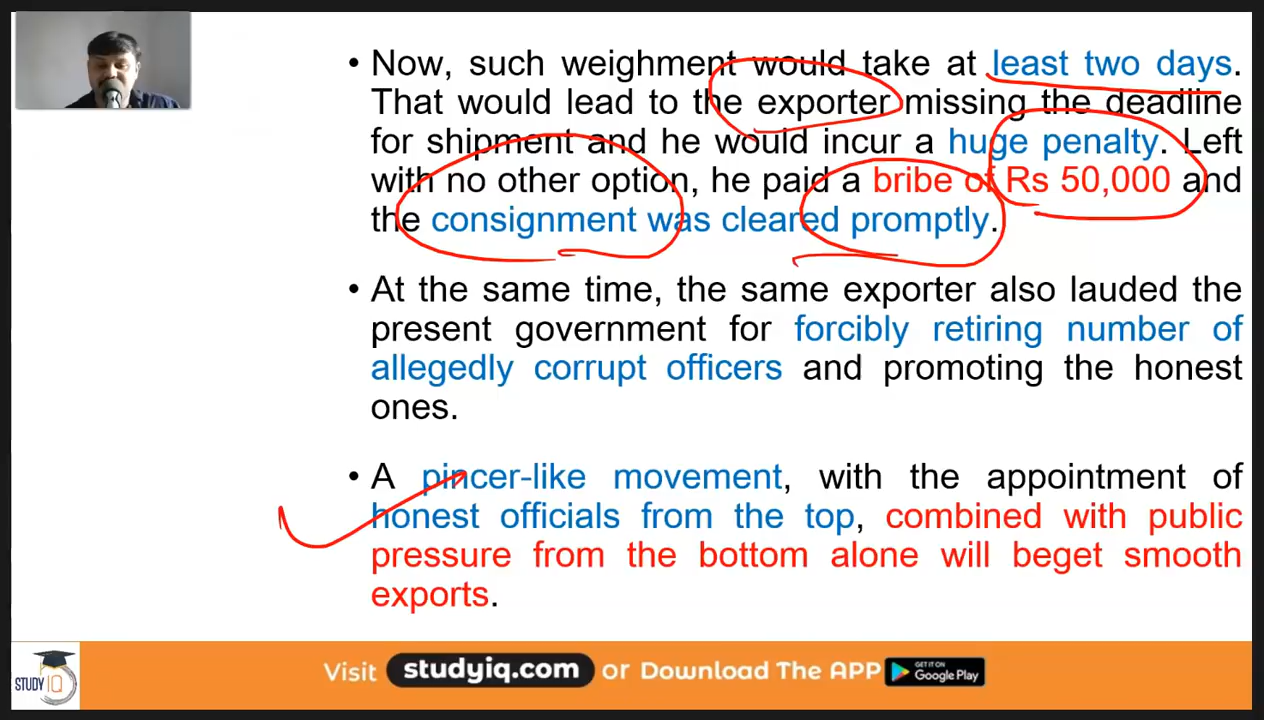 • Now, such weighment would take at least two days.
That would lead to the exporter missing the deadline
for shipment and he would incur a huge penalty. Left
with no other option, he paid a bribe of Rs 50,000 and
the consignment was cleared promptly.
• At the same time, the same exporter also lauded the
present government for forcibly retiring number of
allegedly corrupt officers and promoting the honest
ones.
• A pincer-like movement, with the appointment of
honest officials from the top, combined with public
pressure from the bottom alone will beget smooth
exports.
STUDY IQ
Visit studyiq.com or Download The APP
GET IT ON
Google Play